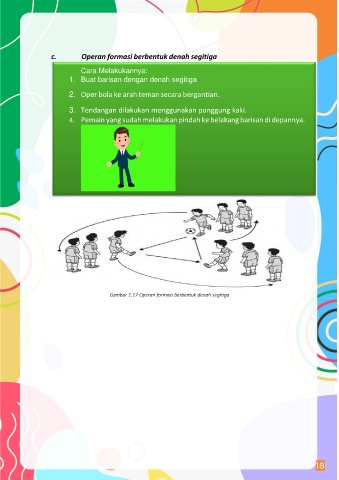 c. Operan formasi berbentuk denah segitiga
Cara Melakukannya:
1. Buat barisan dengan denah segitiga
2. Oper bola ke arah teman secara bergantian.
3. Tendangan dilakukan menggunakan punggung kaki.
4. Pemain yang sudah melakukan pindah ke belakang barisan di depannya.
Gambar 1.17 Operan formasi berbentuk denah segitiga
18